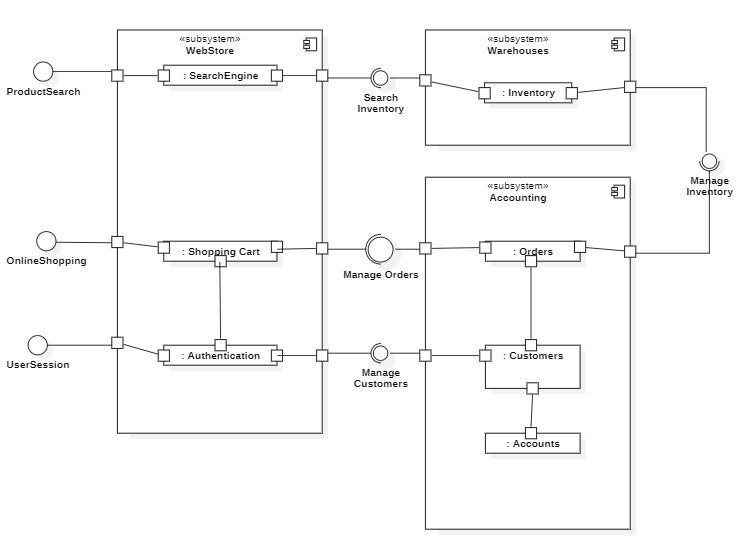 «subsystem»
WebStore
«subsystem»
Warehouses
ProductSearch
: SearchEngine
Search
Inventory
: Inventory
Manage
Inventory
«subsystem»
Accounting
OnlineShopping
: Shopping Cart
Manage Orders
: Orders
UserSession
: Authentication
Manage
Customers
: Customers
: Accounts